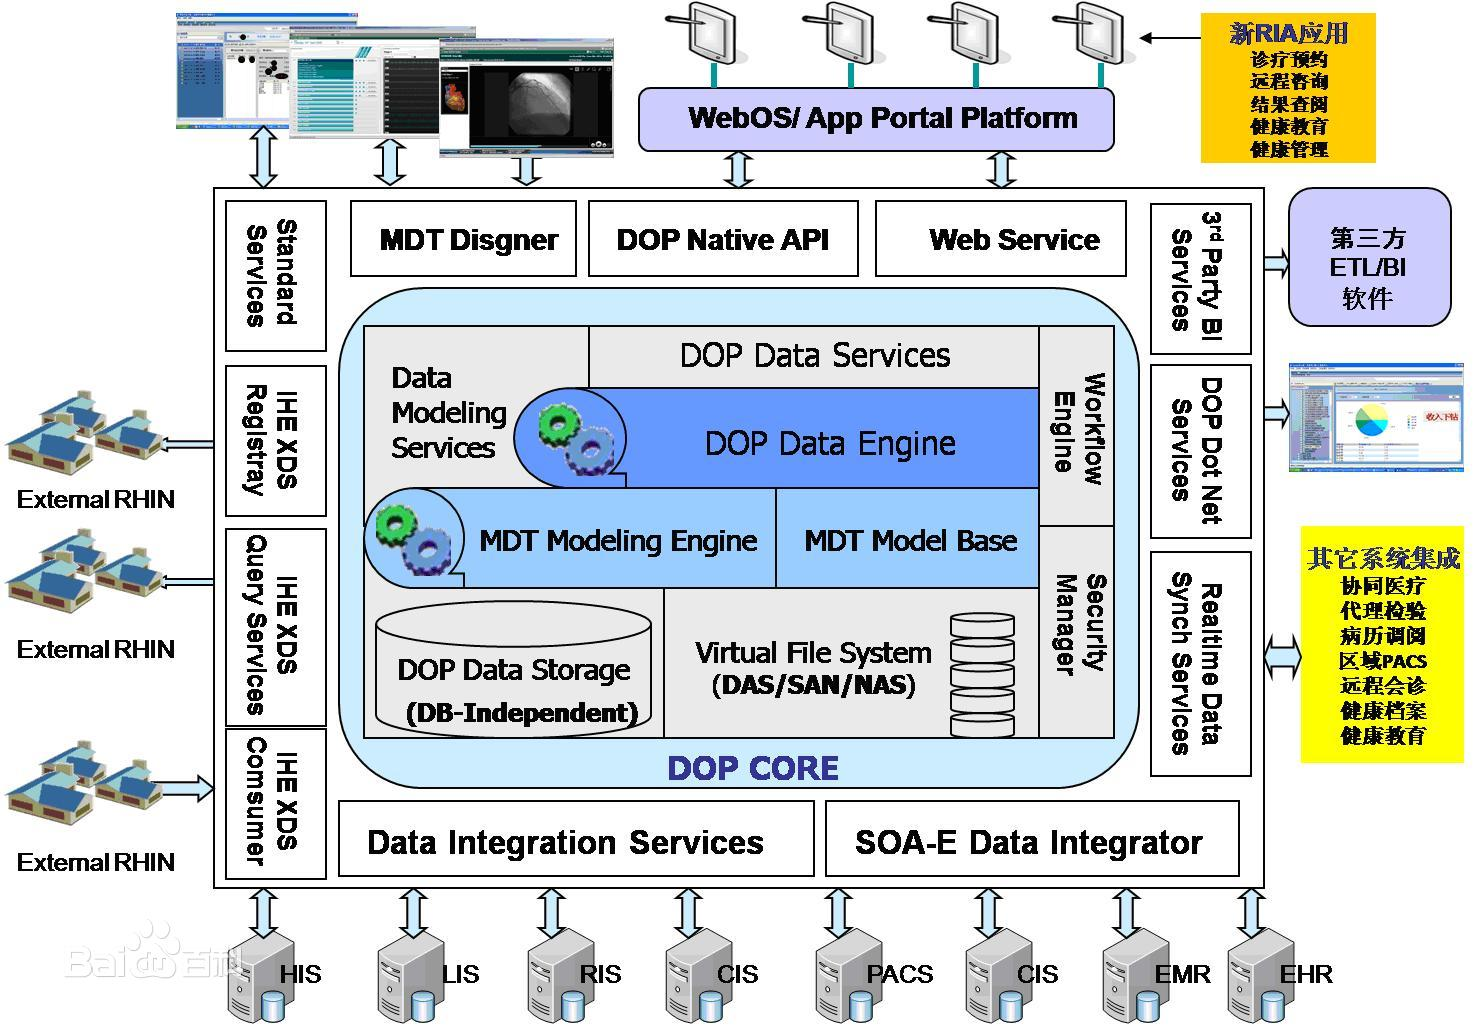 新RIA应用
诊疗预约
远程咨询
结果查阅
健康教育
健康管理
WebOS/ App Portal Platform
Standard
Services
MDT Disgner
DOP Native API
Web Service
3rd Party BI
Services
第三方
ETL/BI
软件
IHE XDS
Registray
DOP Data Services
Data
Modeling
Services
DOP Data Engine
Workflow
Engine
DOP Dot Net
Services
收入下钻
External RHIN
MDT Modeling Engine
MDT Model Base
IHE XDS
Query Services
Security
Manager
Realtime Data
Synch Services
其它系统集成
协同医疗
代理检验
病历调阅
区域PACS
远程会诊
健康档案
健康教育
External RHIN
DOP Data Storage
(DB-Independent)
Virtual File System
(DAS/SAN/NAS)
DOP CORE
IHE XDS
Comsumer
External RHIN
Data Integration Services
SOA-E Data Integrator
Bai百科
HIS
LIS
RIS
CIS
PACS
CIS
EMR
EHR